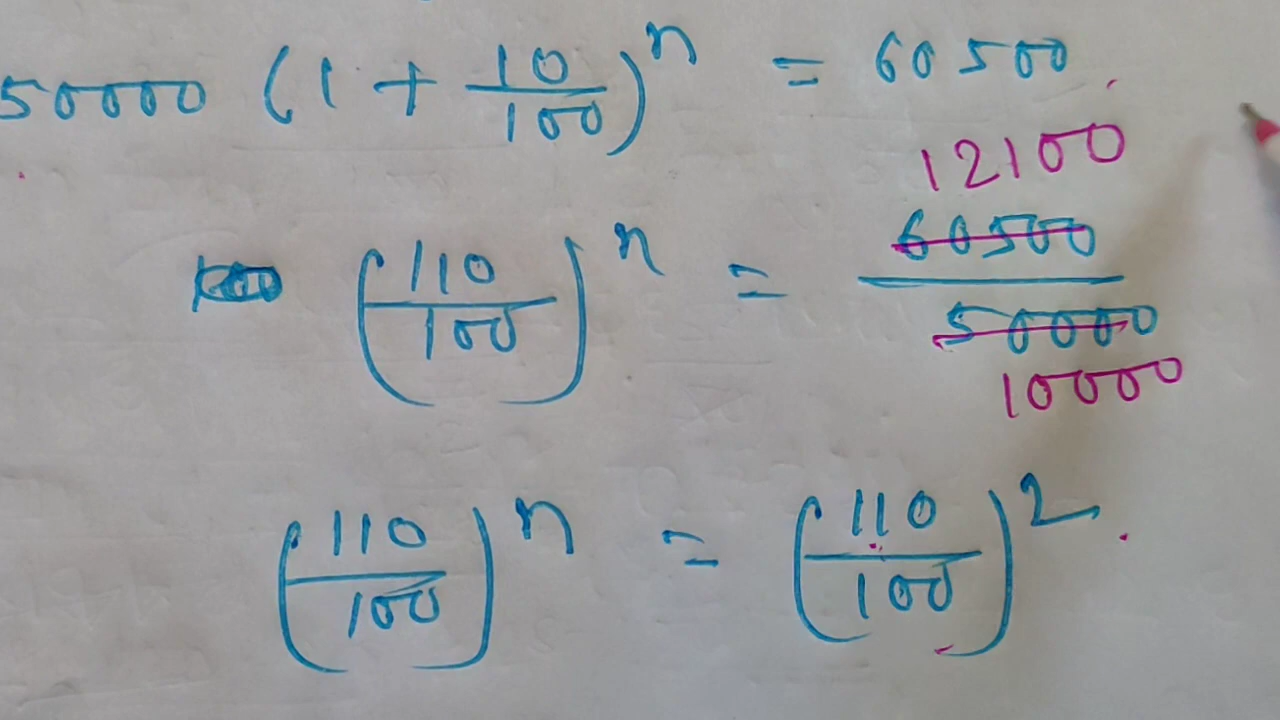 50000 (1 + 10/100)^n = 60500
12100
(110/100)^n = 60500/50000
10000
(110/100)^n = (110/100)^2